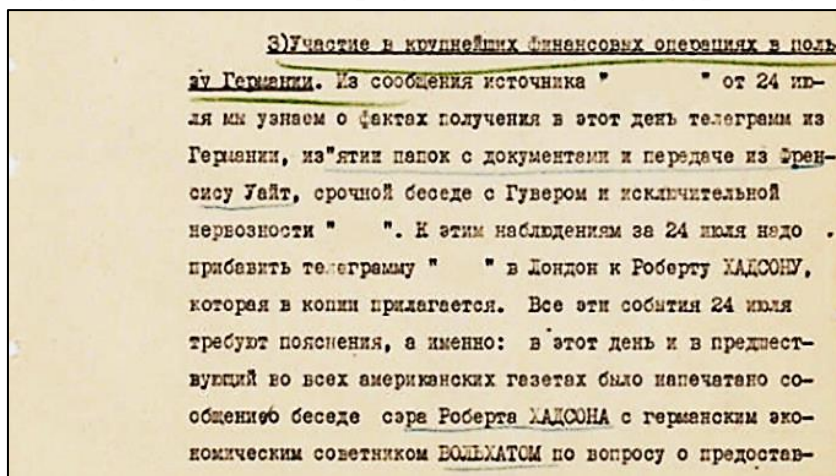 3)Участие в крупнейших финансовых операциях в поль
зу Германии. Из сообщения источника "          " от 24 ию-
ля мы узнаем о фактах получения в этот день телеграмм из
Германии, из"ятии папок с документами и передаче из Френ-
сису Уайт, срочной беседе с Гувером и исключительной
нервозности "     ". К этим наблюдениям за 24 июля надо .
прибавить телеграмму "     " в Лондон к Роберту ХАДСОНУ,
которая в копии прилагается. Все эти события 24 июля
требуют пояснения, а именно: в этот день и в предшест-
вующий во всех американских газетах было напечатано со-
общение беседе сэра Роберта ХАДСОНА с германским эко-
номическим советником ВОЛЬХАТОМ по вопросу о предостав-